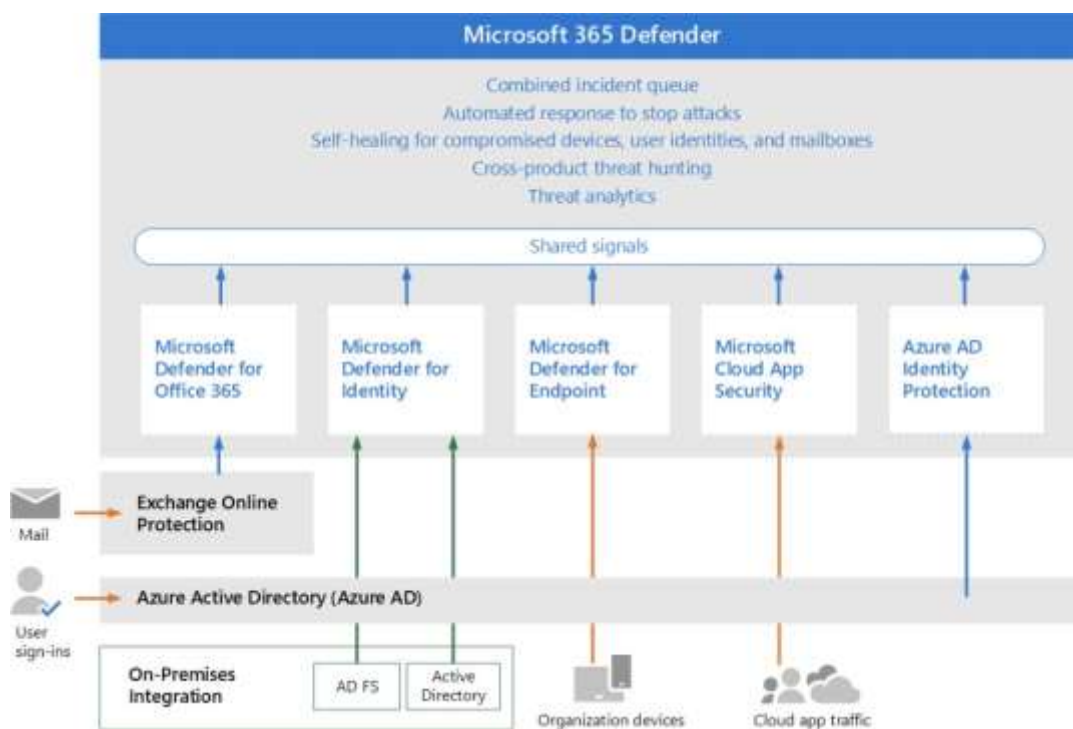 Microsoft 365 Defender
Combined incident queue
Automated response to stop attacks
Self-healing for compromised devices, user identities, and mailboxes
Cross-product threat hunting
Threat analytics
Shared signals
Microsoft
Defender for
Office 365
Microsoft
Defender for
Identity
Microsoft
Defender for
Endpoint
Microsoft
Cloud App
Security
Azure AD
Identity
Protection
Exchange Online
Protection
Mail
Azure Active Directory (Azure AD)
User
sign-ins
On-Premises
Integration
AD FS
Active
Directory
Organization devices
Cloud app traffic